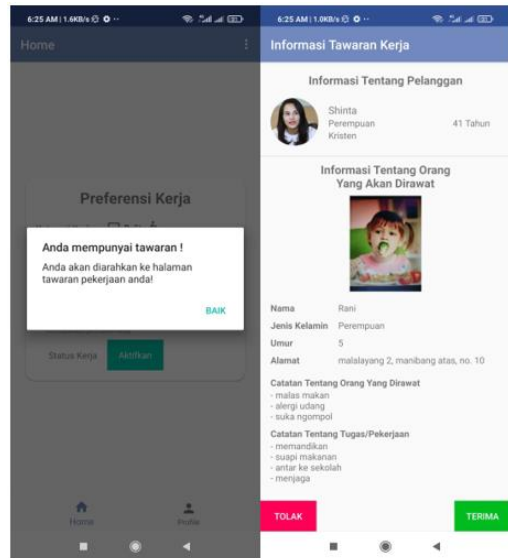 6:25 AM | 1.6KB/s
Home
Preferensi Kerja
Anda mempunyai tawaran !
Anda akan diarahkan ke halaman
tawaran pekerjaan anda!
BAIK
Status Kerja
Aktifkan
Home
Profile
6:25 AM | 1.0KB/s
Informasi Tawaran Kerja
Informasi Tentang Pelanggan
Shinta
Perempuan 41 Tahun
Kristen
Informasi Tentang Orang
Yang Akan Dirawat
Nama Rani
Jenis Kelamin Perempuan
Umur 5
Alamat malalayang 2, manibang atas, no. 10
Catatan Tentang Orang Yang Dirawat
- malas makan
- alergi udang
- suka ngompol
Catatan Tentang Tugas/Pekerjaan
- memandikan
- suapi makanan
- antar ke sekolah
- menjaga
TOLAK
TERIMA